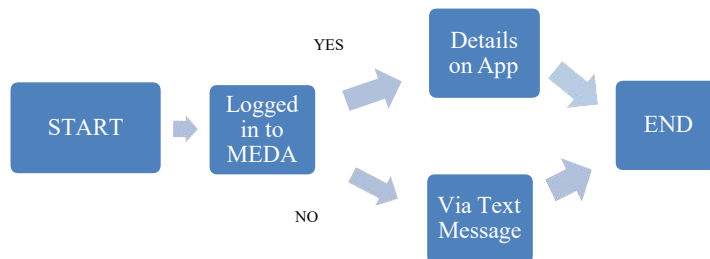 START
Logged
in to
MEDA
YES
NO
Details
on App
Via Text
Message
END